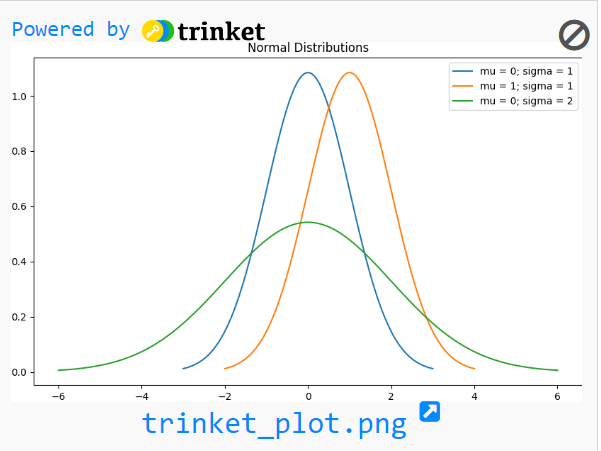 Powered by trinket
Normal Distributions
mu = 0; sigma = 1
mu = 1; sigma = 1
mu = 0; sigma = 2
1.0
0.8
0.6
0.4
0.2
0.0
−6 −4 −2 0 2 4 6
trinket_plot.png